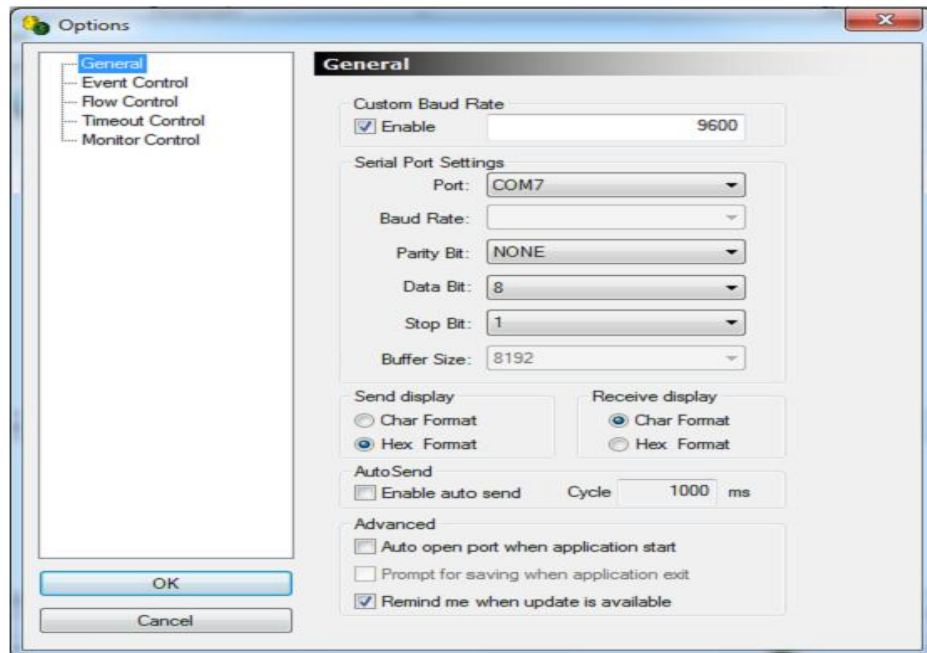 Options
General
Event Control
Flow Control
Timeout Control
Monitor Control
OK
Cancel
General
Custom Baud Rate
Enable 9600
Serial Port Settings
Port: COM7
Baud Rate:
Parity Bit: NONE
Data Bit: 8
Stop Bit: 1
Buffer Size: 8192
Send display
Char Format
Hex Format
Receive display
Char Format
Hex Format
AutoSend
Enable auto send Cycle 1000 ms
Advanced
Auto open port when application start
Prompt for saving when application exit
Remind me when update is available